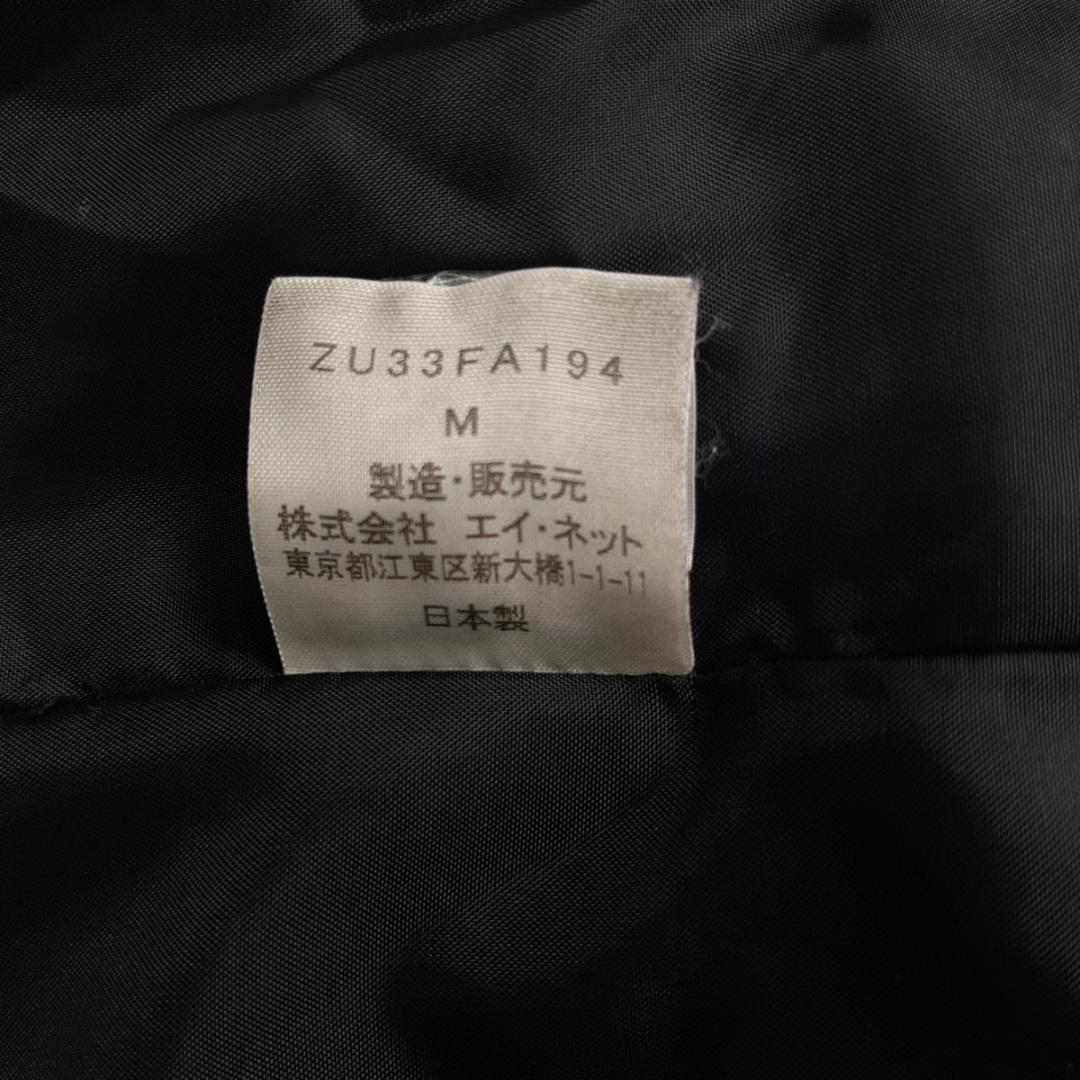 ZU33FA194
M
製造・販売元
株式会社 エイ・ネット
東京都江東区新大橋1-1-11
日本製